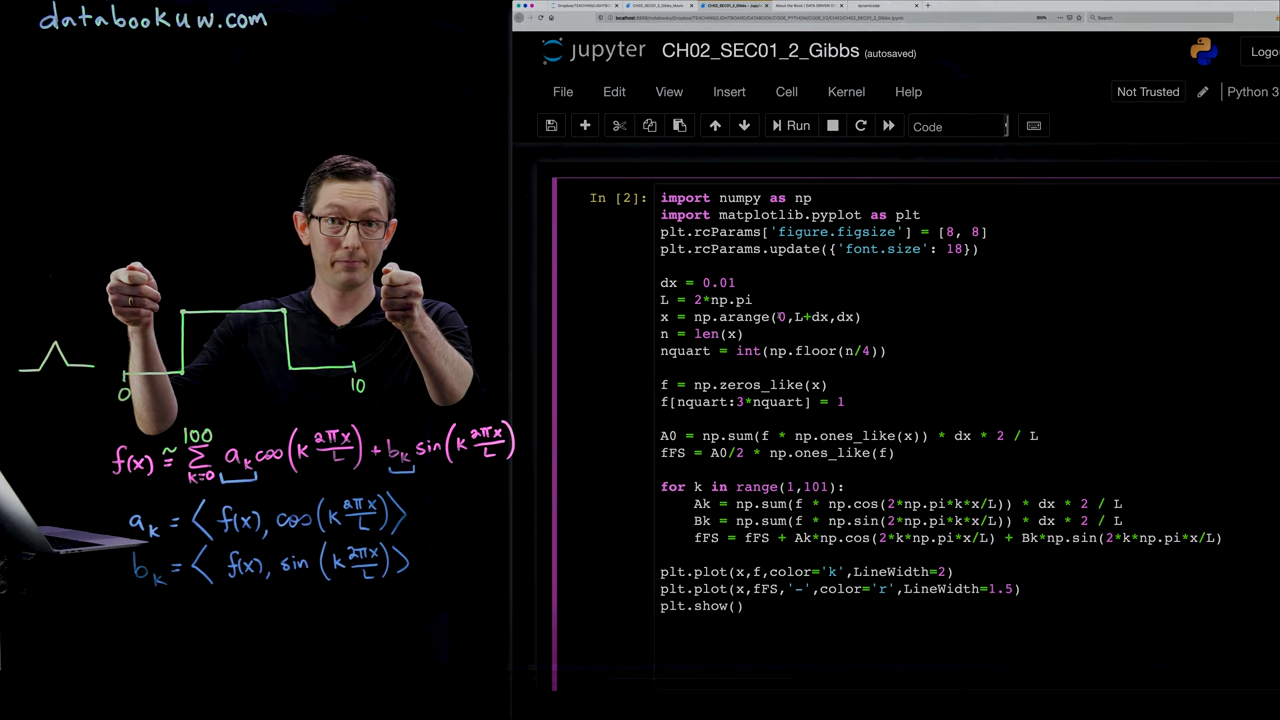 databookuw.com
0
10
f(x) ≅ 100 ∑ k=0 a_k cos(k 2πx/L) + b_k sin(k 2πx/L)
a_k = ⟨ f(x), cos(k 2πx/L) ⟩
b_k = ⟨ f(x), sin(k 2πx/L) ⟩
jupyter CH02_SEC01_2_Gibbs (autosaved)
Logo
File Edit View Insert Cell Kernel Help
Not Trusted
Python 3
Run
Code
In [2]:
import numpy as np
import matplotlib.pyplot as plt
plt.rcParams['figure.figsize'] = [8, 8]
plt.rcParams.update({'font.size': 18})
dx = 0.01
L = 2*np.pi
x = np.arange(0,L+dx,dx)
n = len(x)
nquart = int(np.floor(n/4))
f = np.zeros_like(x)
f[nquart:3*nquart] = 1
A0 = np.sum(f * np.ones_like(x)) * dx * 2 / L
fFS = A0/2 * np.ones_like(f)
for k in range(1,101):
Ak = np.sum(f * np.cos(2*np.pi*k*x/L)) * dx * 2 / L
Bk = np.sum(f * np.sin(2*np.pi*k*x/L)) * dx * 2 / L
fFS = fFS + Ak*np.cos(2*k*np.pi*x/L) + Bk*np.sin(2*k*np.pi*x/L)
plt.plot(x,f,color='k',LineWidth=2)
plt.plot(x,fFS,'-',color='r',LineWidth=1.5)
plt.show()